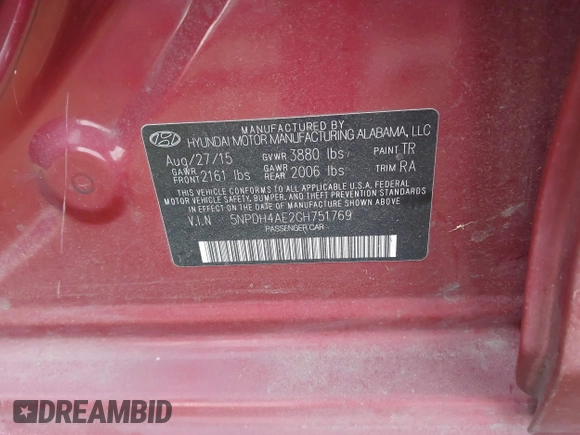 MANUFACTURED BY
HYUNDAI MOTOR MANUFACTURING ALABAMA, LLC
Aug/27/15 GVWR 3880 lbs PAINT TR
GAWR FRONT 2161 lbs GAWR REAR 2006 lbs TRIM RA
THIS VEHICLE CONFORMS TO ALL APPLICABLE U.S.A. FEDERAL
MOTOR VEHICLE SAFETY, BUMPER, AND THEFT PREVENTION
STANDARDS IN EFFECT ON THE DATE OF MANUFACTURE SHOWN ABOVE
V.I.N 5NPDH4AE2GH751769
PASSENGER CAR
DREAMBID